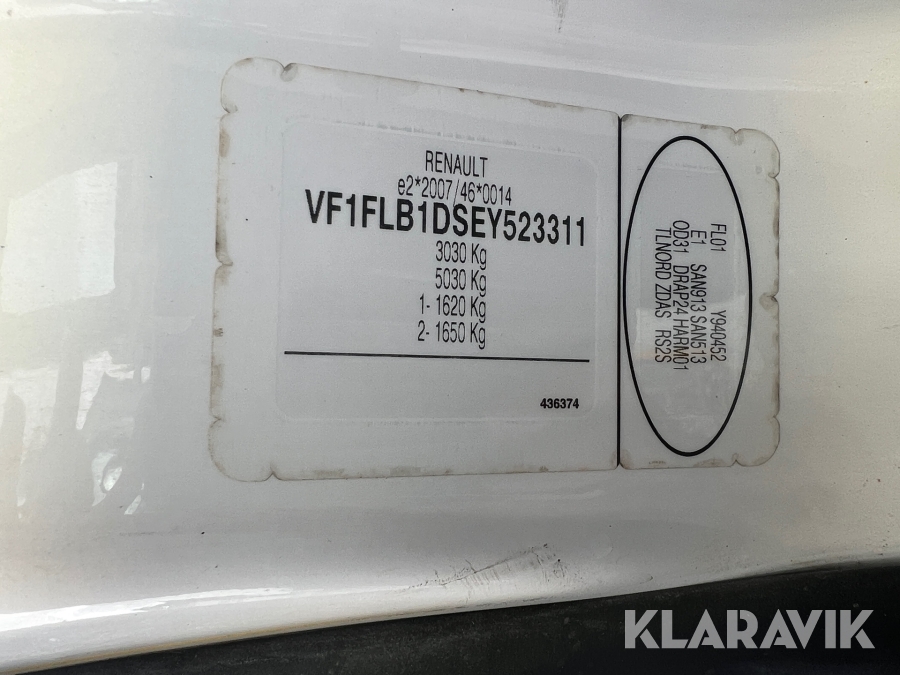 RENAULT
e2*2007/46*0014
VF1FLB1DSEY523311
3030 Kg
5030 Kg
1- 1620 Kg
2- 1650 Kg
436374
FL01 Y940452
E1 SAN913 SAN513
OD31 DRAP24 HARM01
TLNORD ZDAS RS2S
KLARAVIK